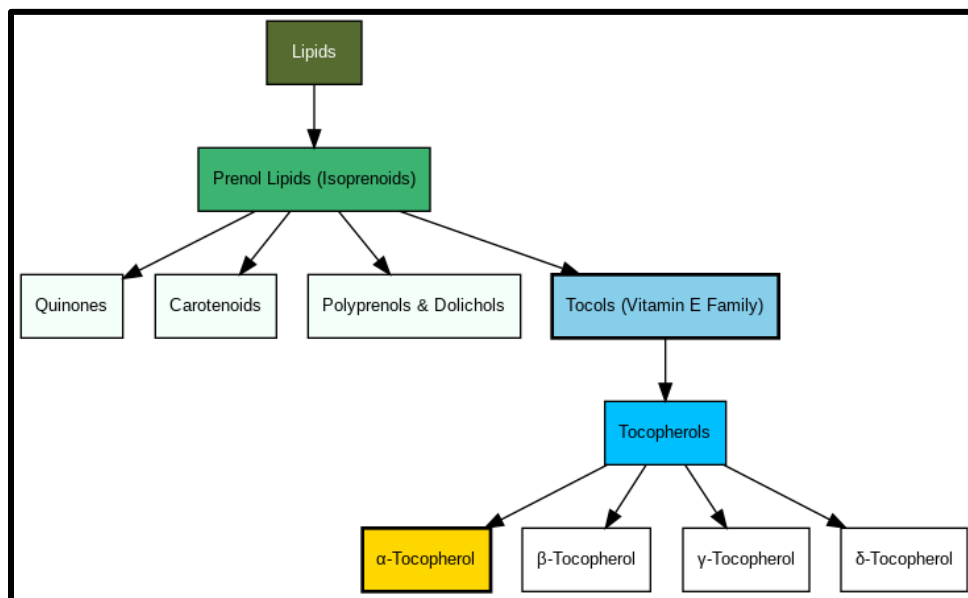 Lipids
Prenol Lipids (Isoprenoids)
Quinones
Carotenoids
Polyprenols & Dolichols
Tocols (Vitamin E Family)
Tocopherols
α-Tocopherol
β-Tocopherol
γ-Tocopherol
δ-Tocopherol